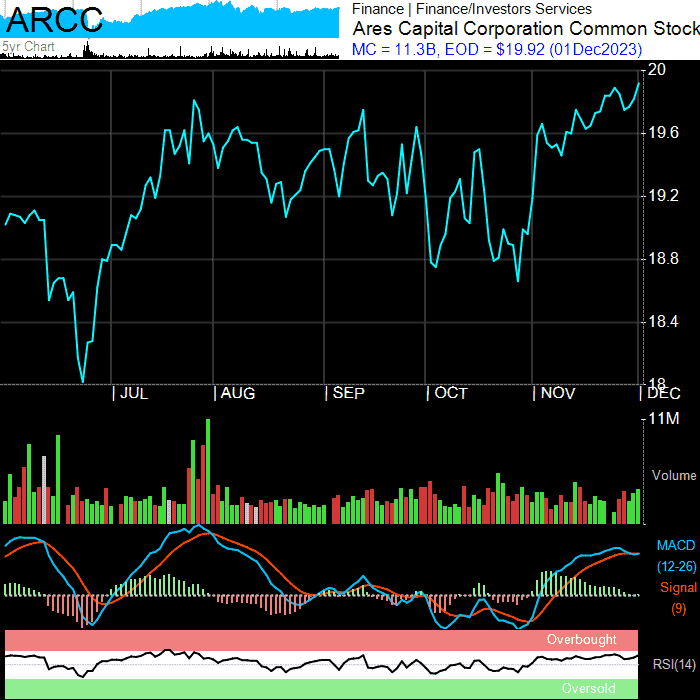 ARCC
5yr Chart
Finance | Finance/Investors Services
Ares Capital Corporation Common Stock
MC = 11.3B, EOD = $19.92 (01Dec2023)
20
19.6
19.2
18.8
18.4
18
| JUL | AUG | SEP | OCT | NOV | DEC
11M
Volume
MACD
(12-26)
Signal
(9)
Overbought
RSI(14)
Oversold